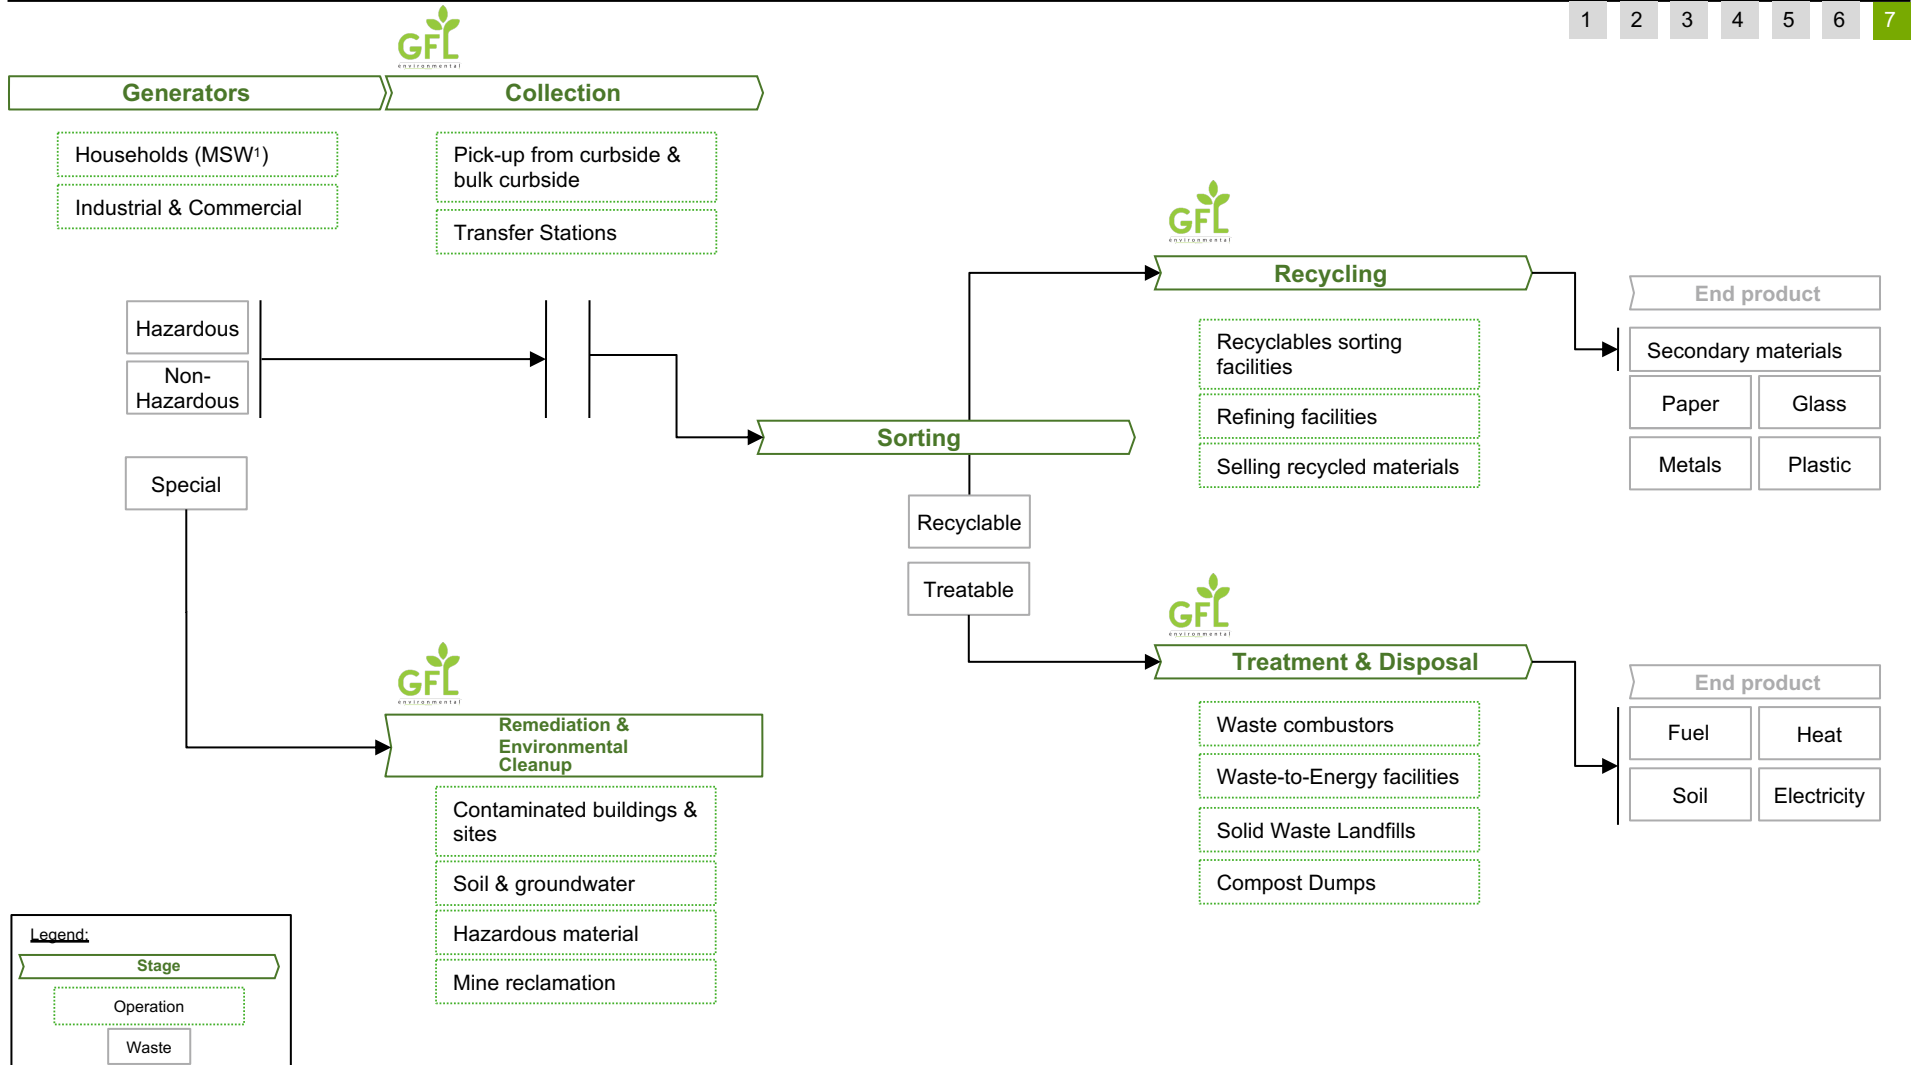 1 2 3 4 5 6 7
GFL
environmental
Generators
Collection
Households (MSW¹)
Industrial & Commercial
Pick-up from curbside &
bulk curbside
Transfer Stations
Hazardous
Non-
Hazardous
Special
Sorting
Recyclable
Treatable
GFL
environmental
Recycling
Recyclables sorting
facilities
Refining facilities
Selling recycled materials
End product
Secondary materials
Paper
Glass
Metals
Plastic
GFL
environmental
Treatment & Disposal
Waste combustors
Waste-to-Energy facilities
Solid Waste Landfills
Compost Dumps
End product
Fuel
Heat
Soil
Electricity
GFL
environmental
Remediation &
Environmental
Cleanup
Contaminated buildings &
sites
Soil & groundwater
Hazardous material
Mine reclamation
Legend:
Stage
Operation
Waste